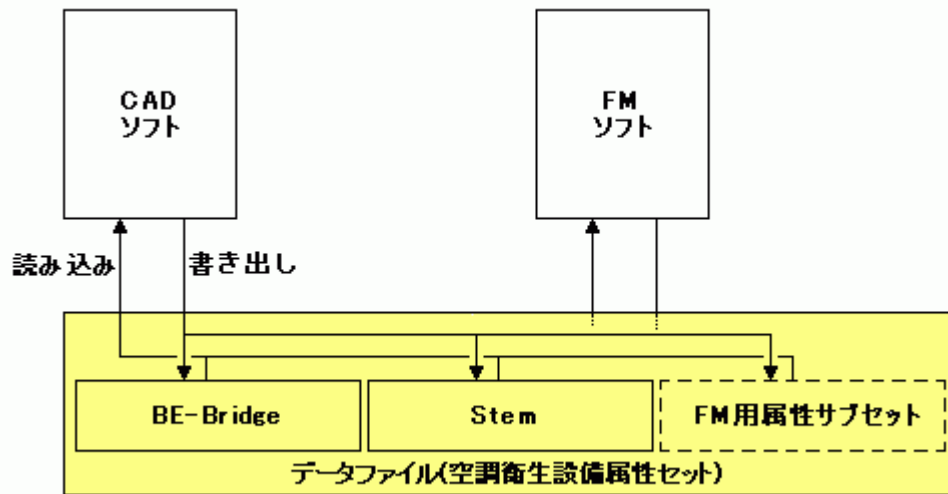 CAD
ソフト
FM
ソフト
読み込み
書き出し
BE-Bridge
Stem
FM用属性サブセット
データファイル(空調衛生設備属性セット)